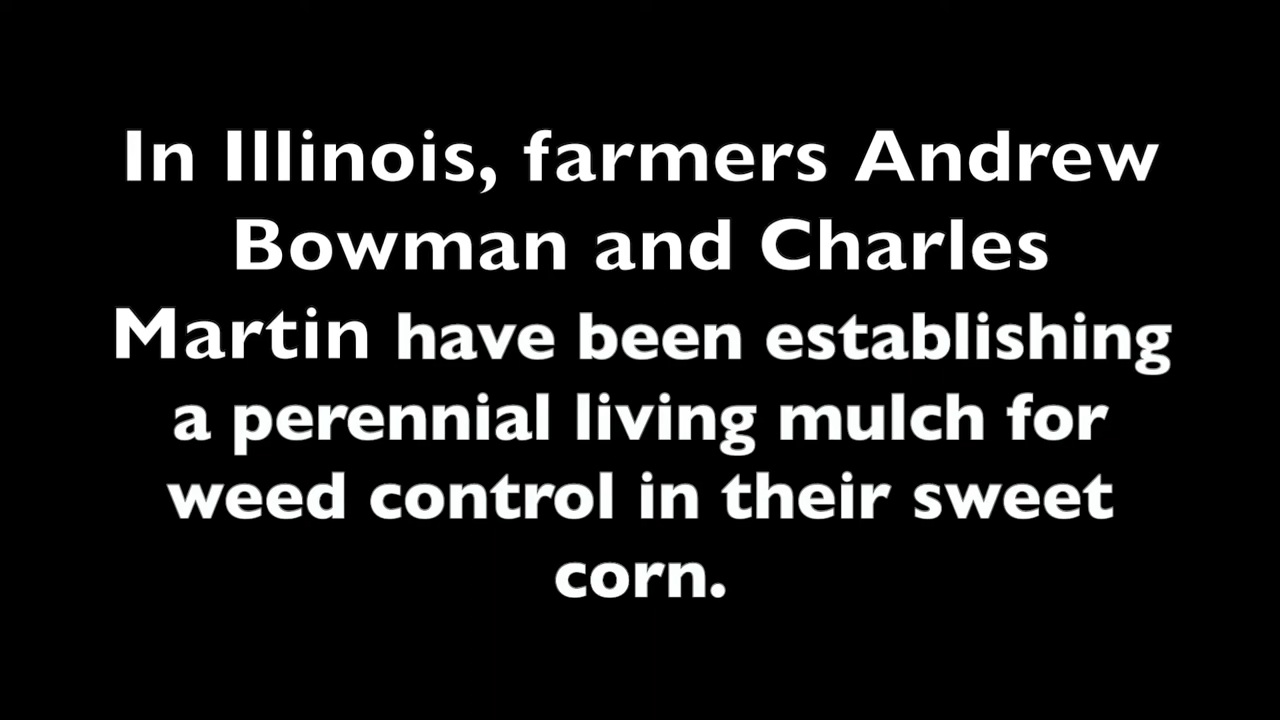 In Illinois, farmers Andrew
Bowman and Charles
Martin have been establishing
a perennial living mulch for
weed control in their sweet
corn.